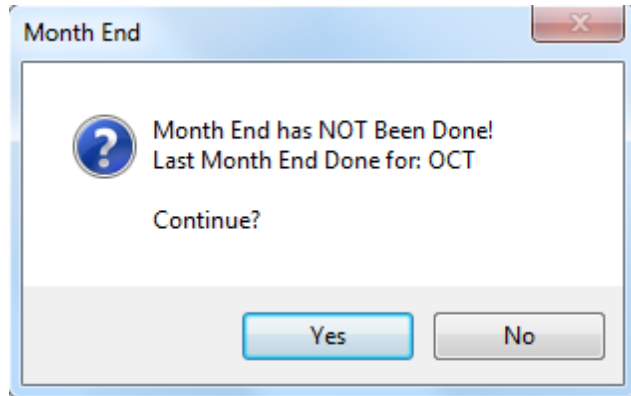 Month End
Month End has NOT Been Done!
Last Month End Done for: OCT
Continue?
Yes
No